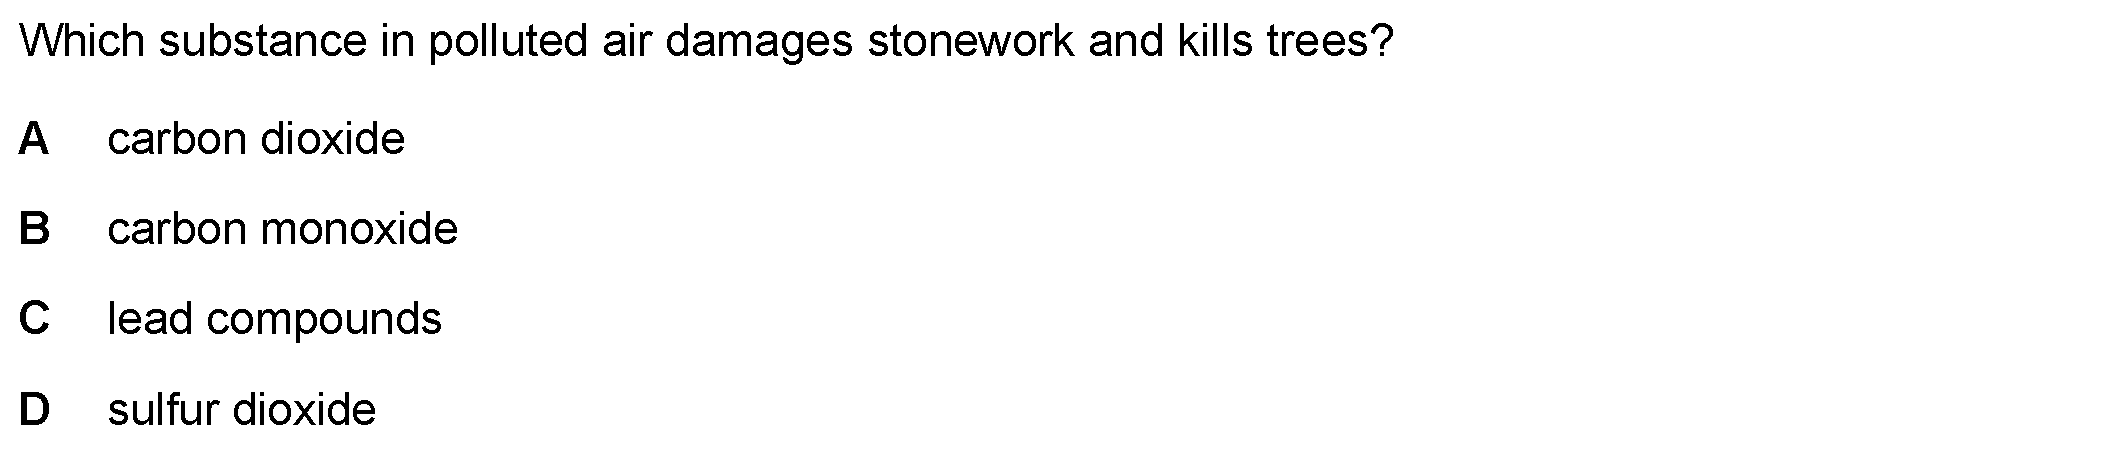 Which substance in polluted air damages stonework and kills trees?
A carbon dioxide
B carbon monoxide
C lead compounds
D sulfur dioxide